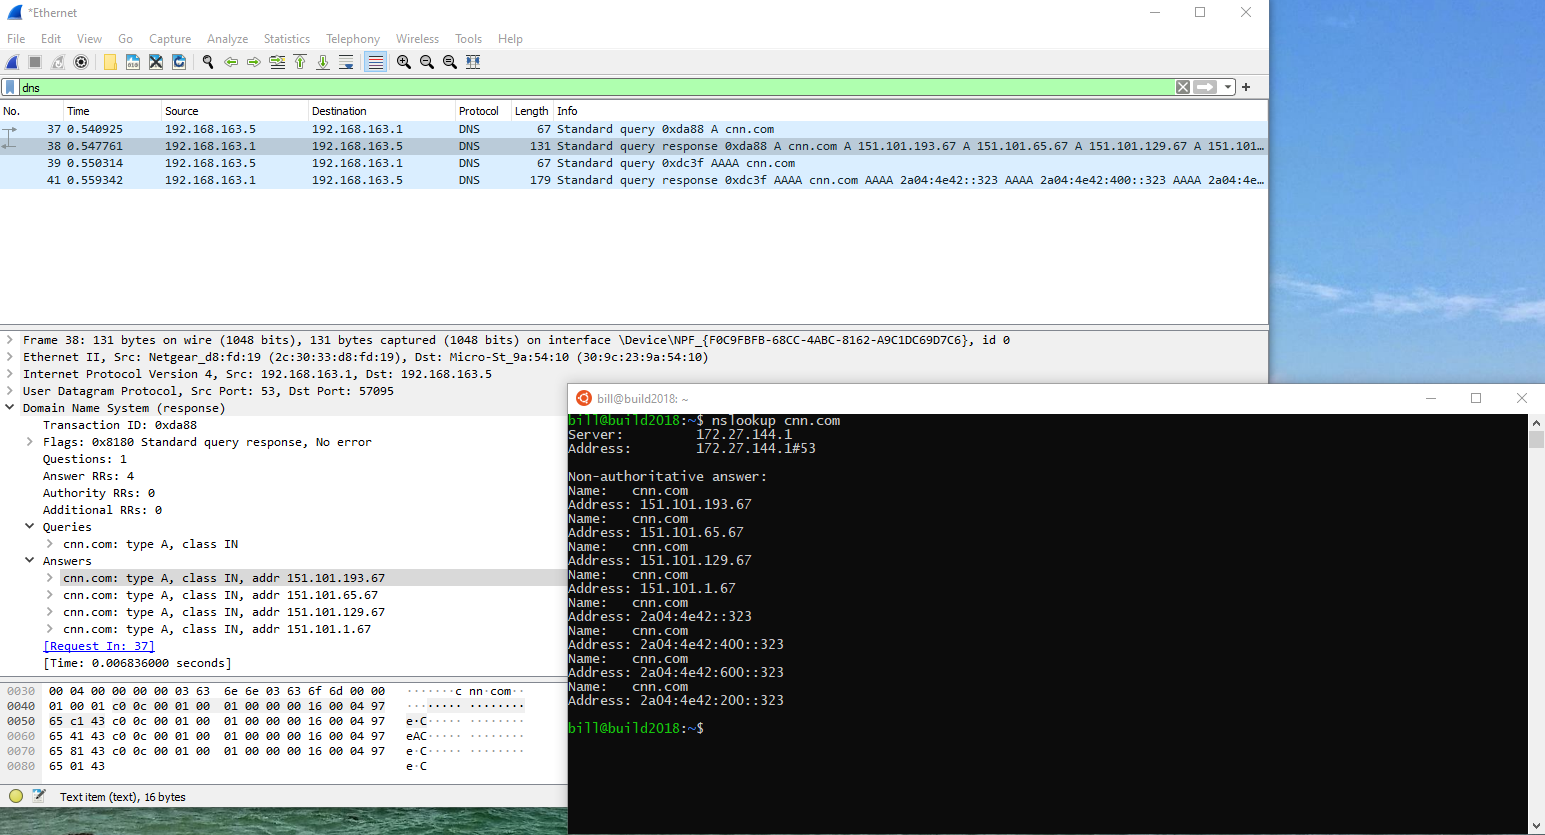 *Ethernet
File Edit View Go Capture Analyze Statistics Telephony Wireless Tools Help
dns
No. Time Source Destination Protocol Length Info
37 0.540925 192.168.163.5 192.168.163.1 DNS 67 Standard query 0xda88 A cnn.com
38 0.547761 192.168.163.1 192.168.163.5 DNS 131 Standard query response 0xda88 A cnn.com A 151.101.193.67 A 151.101.65.67 A 151.101.129.67 A 151.101…
39 0.550314 192.168.163.5 192.168.163.1 DNS 67 Standard query 0xdc3f AAAA cnn.com
41 0.559342 192.168.163.1 192.168.163.5 DNS 179 Standard query response 0xdc3f AAAA cnn.com AAAA 2a04:4e42::323 AAAA 2a04:4e42:400::323 AAAA 2a04:4e…
Frame 38: 131 bytes on wire (1048 bits), 131 bytes captured (1048 bits) on interface \Device\NPF_{F0C9FBFB-68CC-4ABC-8162-A9C1DC69D7C6}, id 0
Ethernet II, Src: Netgear_d8:fd:19 (2c:30:33:d8:fd:19), Dst: Micro-St_9a:54:10 (30:9c:23:9a:54:10)
Internet Protocol Version 4, Src: 192.168.163.1, Dst: 192.168.163.5
User Datagram Protocol, Src Port: 53, Dst Port: 57095
Domain Name System (response)
Transaction ID: 0xda88
Flags: 0x8180 Standard query response, No error
Questions: 1
Answer RRs: 4
Authority RRs: 0
Additional RRs: 0
Queries
cnn.com: type A, class IN
Answers
cnn.com: type A, class IN, addr 151.101.193.67
cnn.com: type A, class IN, addr 151.101.65.67
cnn.com: type A, class IN, addr 151.101.129.67
cnn.com: type A, class IN, addr 151.101.1.67
[Request In: 37]
[Time: 0.006836000 seconds]
0030 00 04 00 00 00 00 03 63 6e 6e 03 63 6f 6d 00 00 ·······c nn·com··
0040 01 00 01 c0 0c 00 01 00 01 00 00 00 16 00 04 97 ········ ········
0050 65 c1 43 c0 0c 00 01 00 01 00 00 00 16 00 04 97 e·C····· ········
0060 65 41 43 c0 0c 00 01 00 01 00 00 00 16 00 04 97 eAC····· ········
0070 65 81 43 c0 0c 00 01 00 01 00 00 00 16 00 04 97 e·C····· ········
0080 65 01 43 e·C
Text item (text), 16 bytes
bill@build2018: ~
bill@build2018:~$ nslookup cnn.com
Server: 172.27.144.1
Address: 172.27.144.1#53
Non-authoritative answer:
Name: cnn.com
Address: 151.101.193.67
Name: cnn.com
Address: 151.101.65.67
Name: cnn.com
Address: 151.101.129.67
Name: cnn.com
Address: 151.101.1.67
Name: cnn.com
Address: 2a04:4e42::323
Name: cnn.com
Address: 2a04:4e42:400::323
Name: cnn.com
Address: 2a04:4e42:600::323
Name: cnn.com
Address: 2a04:4e42:200::323
bill@build2018:~$